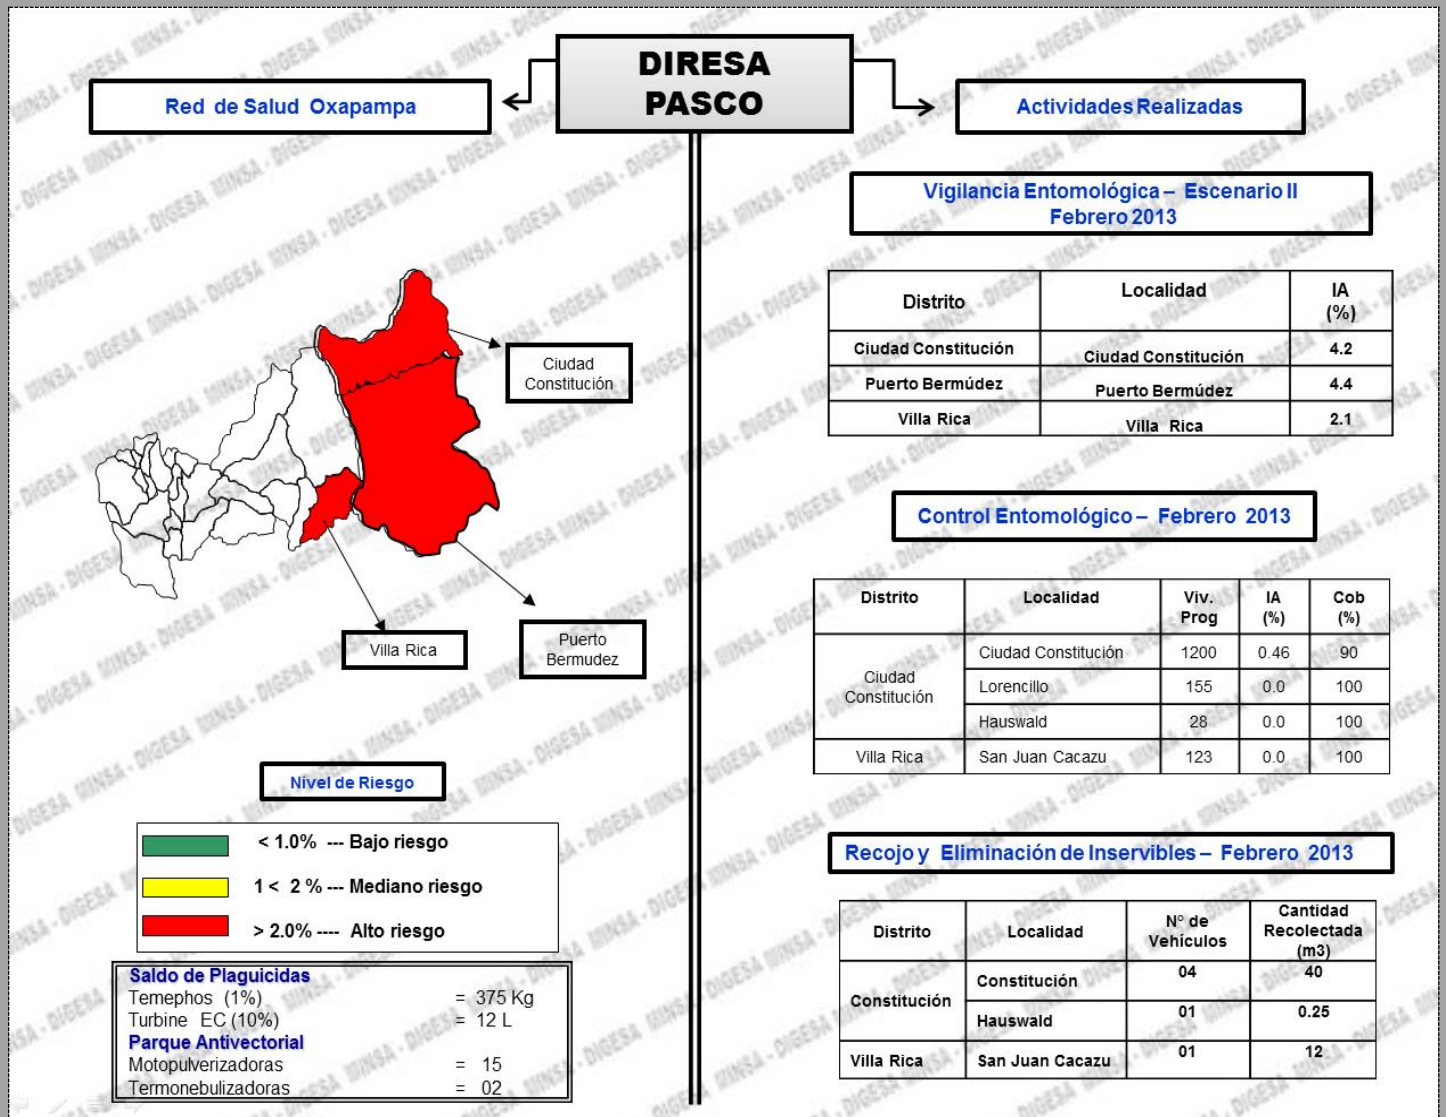 DIRESA
PASCO
Red de Salud Oxapampa
Actividades Realizadas
Vigilancia Entomológica – Escenario II
Febrero 2013
Distrito Localidad IA (%)
Ciudad Constitución Ciudad Constitución 4.2
Puerto Bermúdez Puerto Bermúdez 4.4
Villa Rica Villa Rica 2.1
Ciudad
Constitución
Villa Rica
Puerto
Bermudez
Control Entomológico – Febrero 2013
Distrito Localidad Viv. Prog IA (%) Cob (%)
Ciudad Constitución
Ciudad Constitución 1200 0.46 90
Lorencillo 155 0.0 100
Hauswald 28 0.0 100
Villa Rica San Juan Cacazu 123 0.0 100
Nivel de Riesgo
< 1.0% --- Bajo riesgo
1 < 2 % --- Mediano riesgo
> 2.0% ---- Alto riesgo
Saldo de Plaguicidas
Temephos (1%) = 375 Kg
Turbine EC (10%) = 12 L
Parque Antivectorial
Motopulverizadoras = 15
Termonebulizadoras = 02
Recojo y Eliminación de Inservibles – Febrero 2013
Distrito Localidad N° de Vehículos Cantidad Recolectada (m3)
Constitución
Constitución 04 40
Hauswald 01 0.25
Villa Rica San Juan Cacazu 01 12
MINSA - DIGESA MINSA - DIGESA MINSA - DIGESA